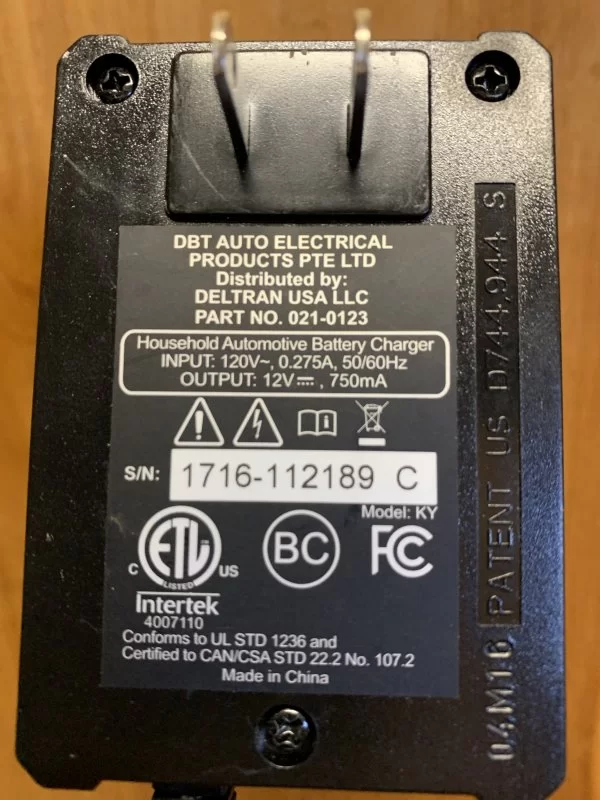 DBT AUTO ELECTRICAL
PRODUCTS PTE LTD
Distributed by:
DELTRAN USA LLC
PART NO. 021-0123
Household Automotive Battery Charger
INPUT: 120V~, 0.275A, 50/60Hz
OUTPUT: 12V⎓, 750mA
S/N: 1716-112189 C
Model: KY
C ETL US
LISTED
BC
FC
Intertek
4007110
Conforms to UL STD 1236 and
Certified to CAN/CSA STD 22.2 No. 107.2
Made in China
04M16 PATENT US D744,944 S